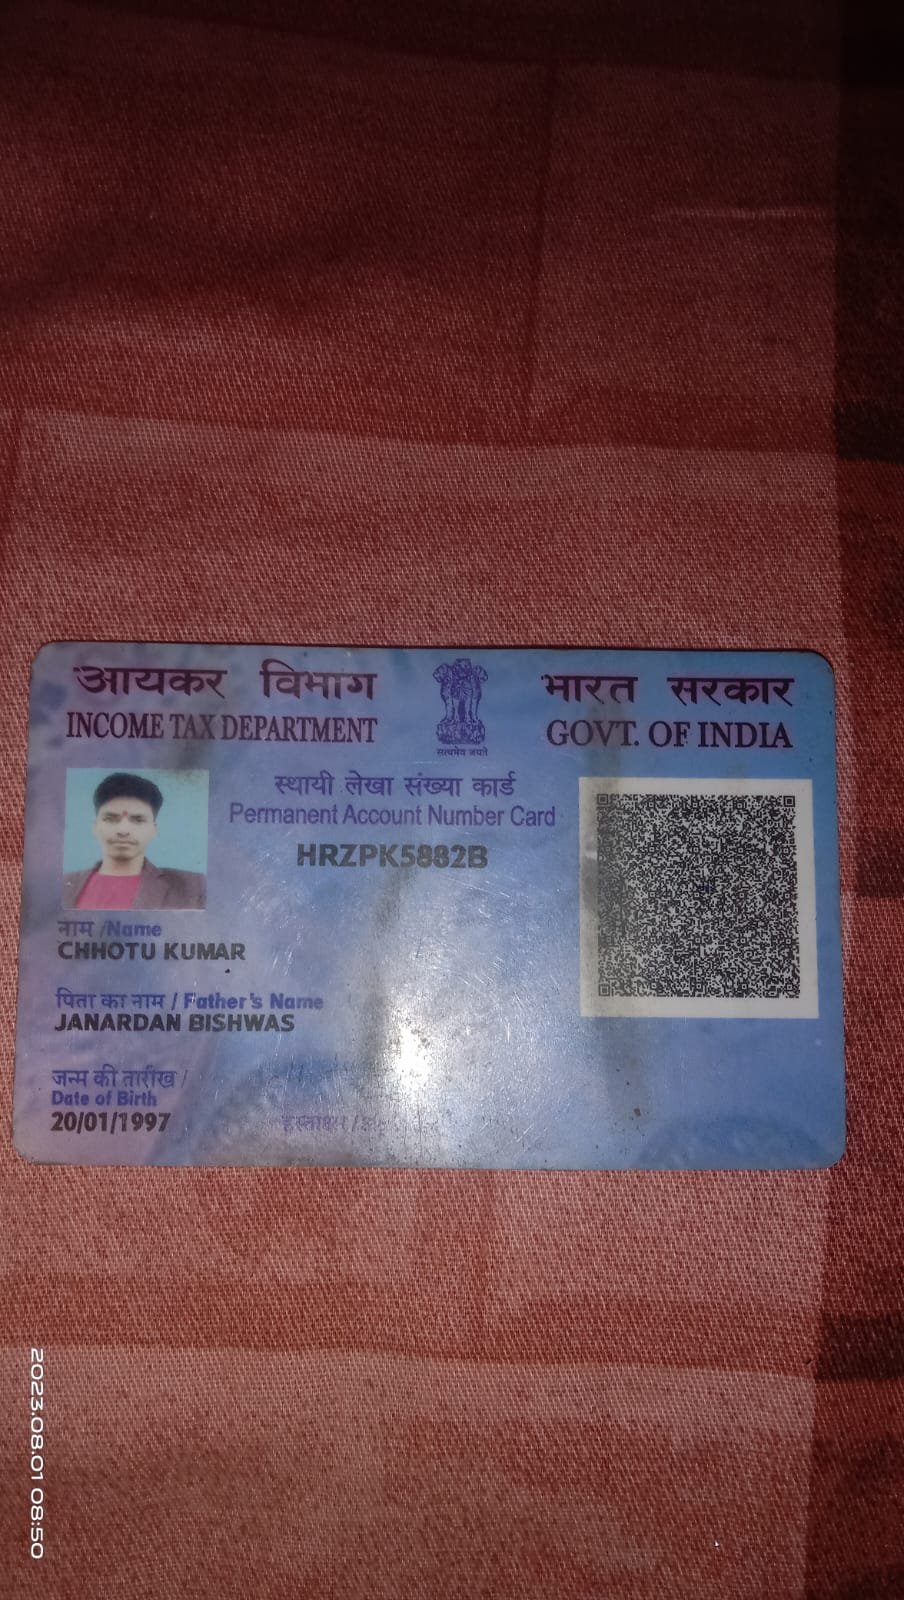 आयकर विभाग
INCOME TAX DEPARTMENT
सत्यमेव जयते
भारत सरकार
GOVT. OF INDIA
स्थायी लेखा संख्या कार्ड
Permanent Account Number Card
HRZPK5882B
नाम /Name
CHHOTU KUMAR
पिता का नाम / Father's Name
JANARDAN BISHWAS
जन्म की तारीख /
Date of Birth
20/01/1997
हस्ताक्षर /
2023.08.01 08:50